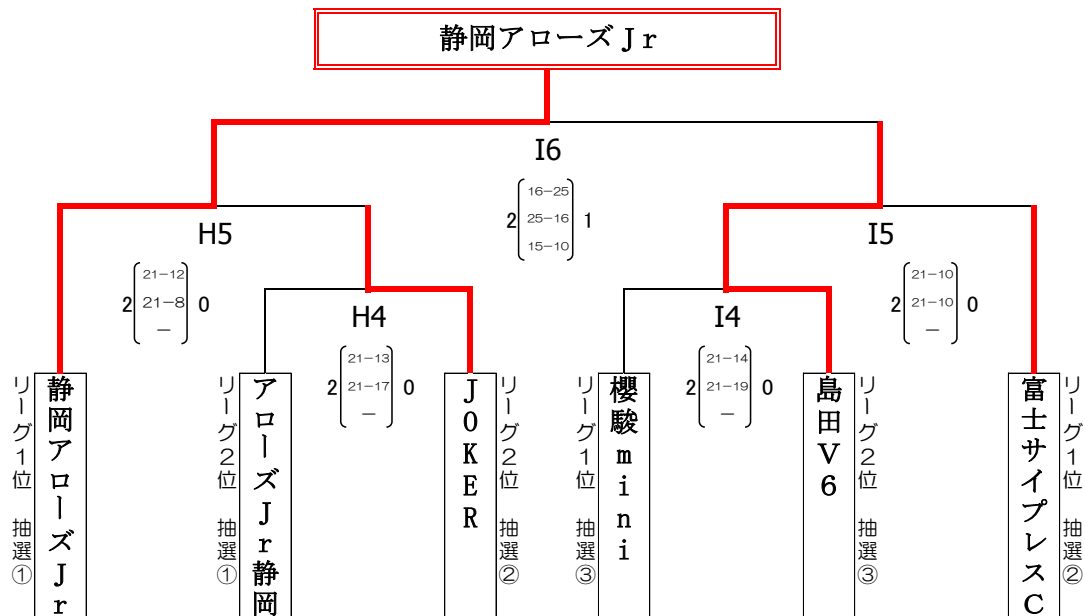 静岡アローズJr
I6
2 16-25 1
25-16
15-10
H5
2 21-12 0
21-8
-
I5
2 21-10 0
21-10
-
H4
2 21-13 0
21-17
-
I4
2 21-14 0
21-19
-
リーグ1位 抽選①
静岡アローズJr
リーグ2位 抽選①
アローズJr静岡
JOKER
リーグ2位 抽選②
リーグ1位 抽選③
櫻駿mini
島田V6
リーグ2位 抽選③
富士サイプレスC
リーグ1位 抽選②